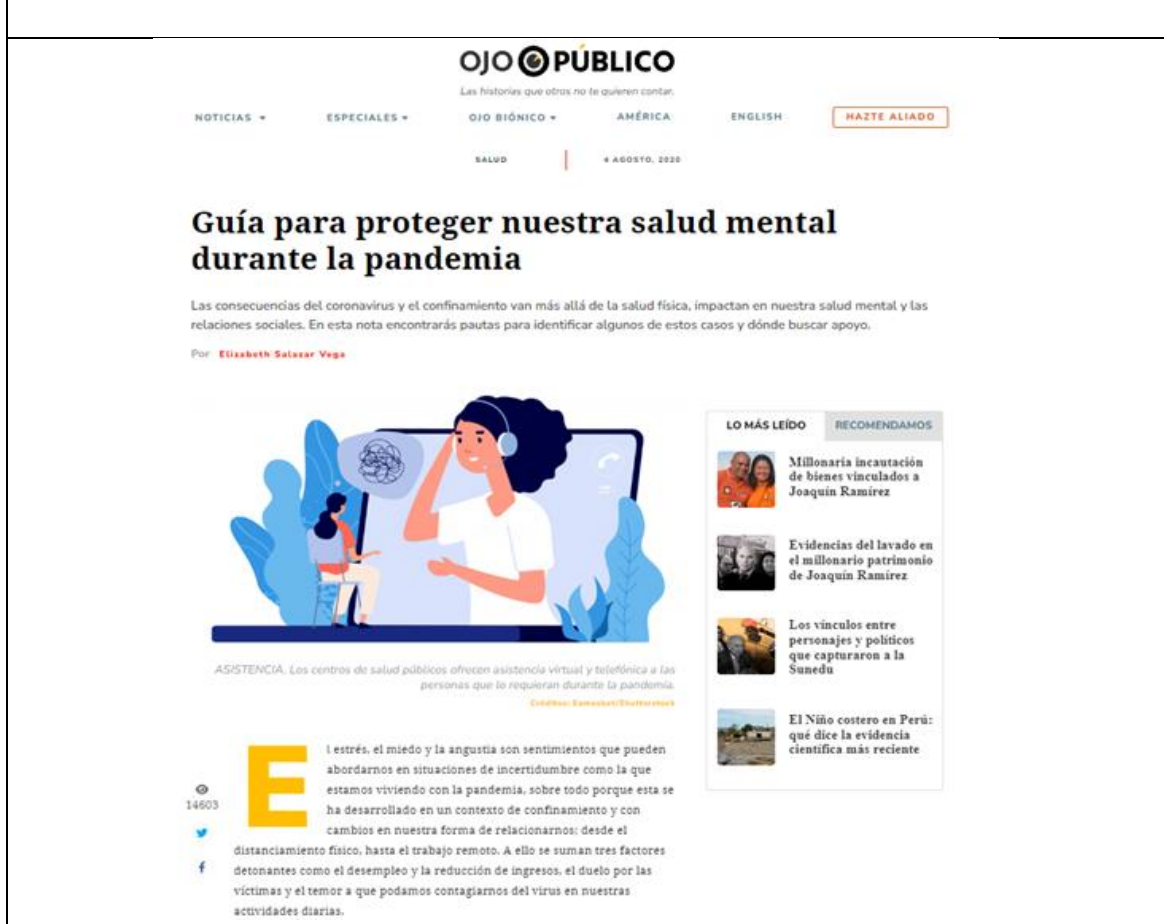 OJO PÚBLICO
Las historias que otros no te quieren contar.
NOTICIAS
ESPECIALES
OJO BIÓNICO
AMÉRICA
ENGLISH
HAZTE ALIADO
SALUD
4 AGOSTO, 2020
Guía para proteger nuestra salud mental
durante la pandemia
Las consecuencias del coronavirus y el confinamiento van más allá de la salud física, impactan en nuestra salud mental y las
relaciones sociales. En esta nota encontrarás pautas para identificar algunos de estos casos y dónde buscar apoyo.
Por Elizabeth Salazar Vega
ASISTENCIA. Los centros de salud públicos ofrecen asistencia virtual y telefónica a las
personas que lo requieran durante la pandemia.
El estrés, el miedo y la angustia son sentimientos que pueden
abordarnos en situaciones de incertidumbre como la que
estamos viviendo con la pandemia, sobre todo porque esta se
ha desarrollado en un contexto de confinamiento y con
cambios en nuestra forma de relacionarnos: desde el
distanciamiento físico, hasta el trabajo remoto. A ello se suman tres factores
detonantes como el desempleo y la reducción de ingresos, el duelo por las
víctimas y el temor a que podamos contagiarnos del virus en nuestras
actividades diarias.
14603
LO MÁS LEÍDO
RECOMENDAMOS
Millonaria incautación
de bienes vinculados a
Joaquín Ramírez
Evidencias del lavado en
el millonario patrimonio
de Joaquín Ramírez
Los vínculos entre
personajes y políticos
que capturaron a la
Sunedu
El Niño costero en Perú:
qué dice la evidencia
científica más reciente